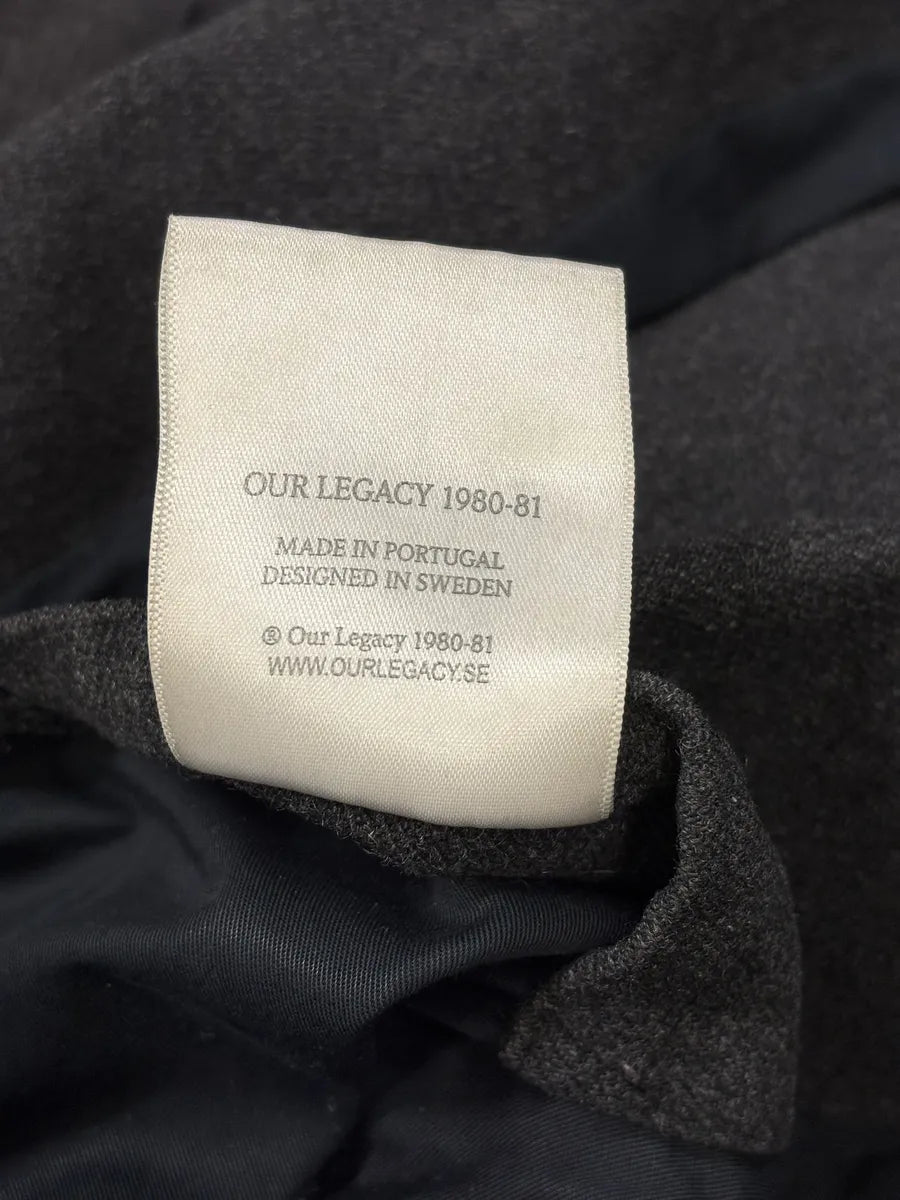 OUR LEGACY 1980-81
MADE IN PORTUGAL
DESIGNED IN SWEDEN
® Our Legacy 1980-81
WWW.OURLEGACY.SE